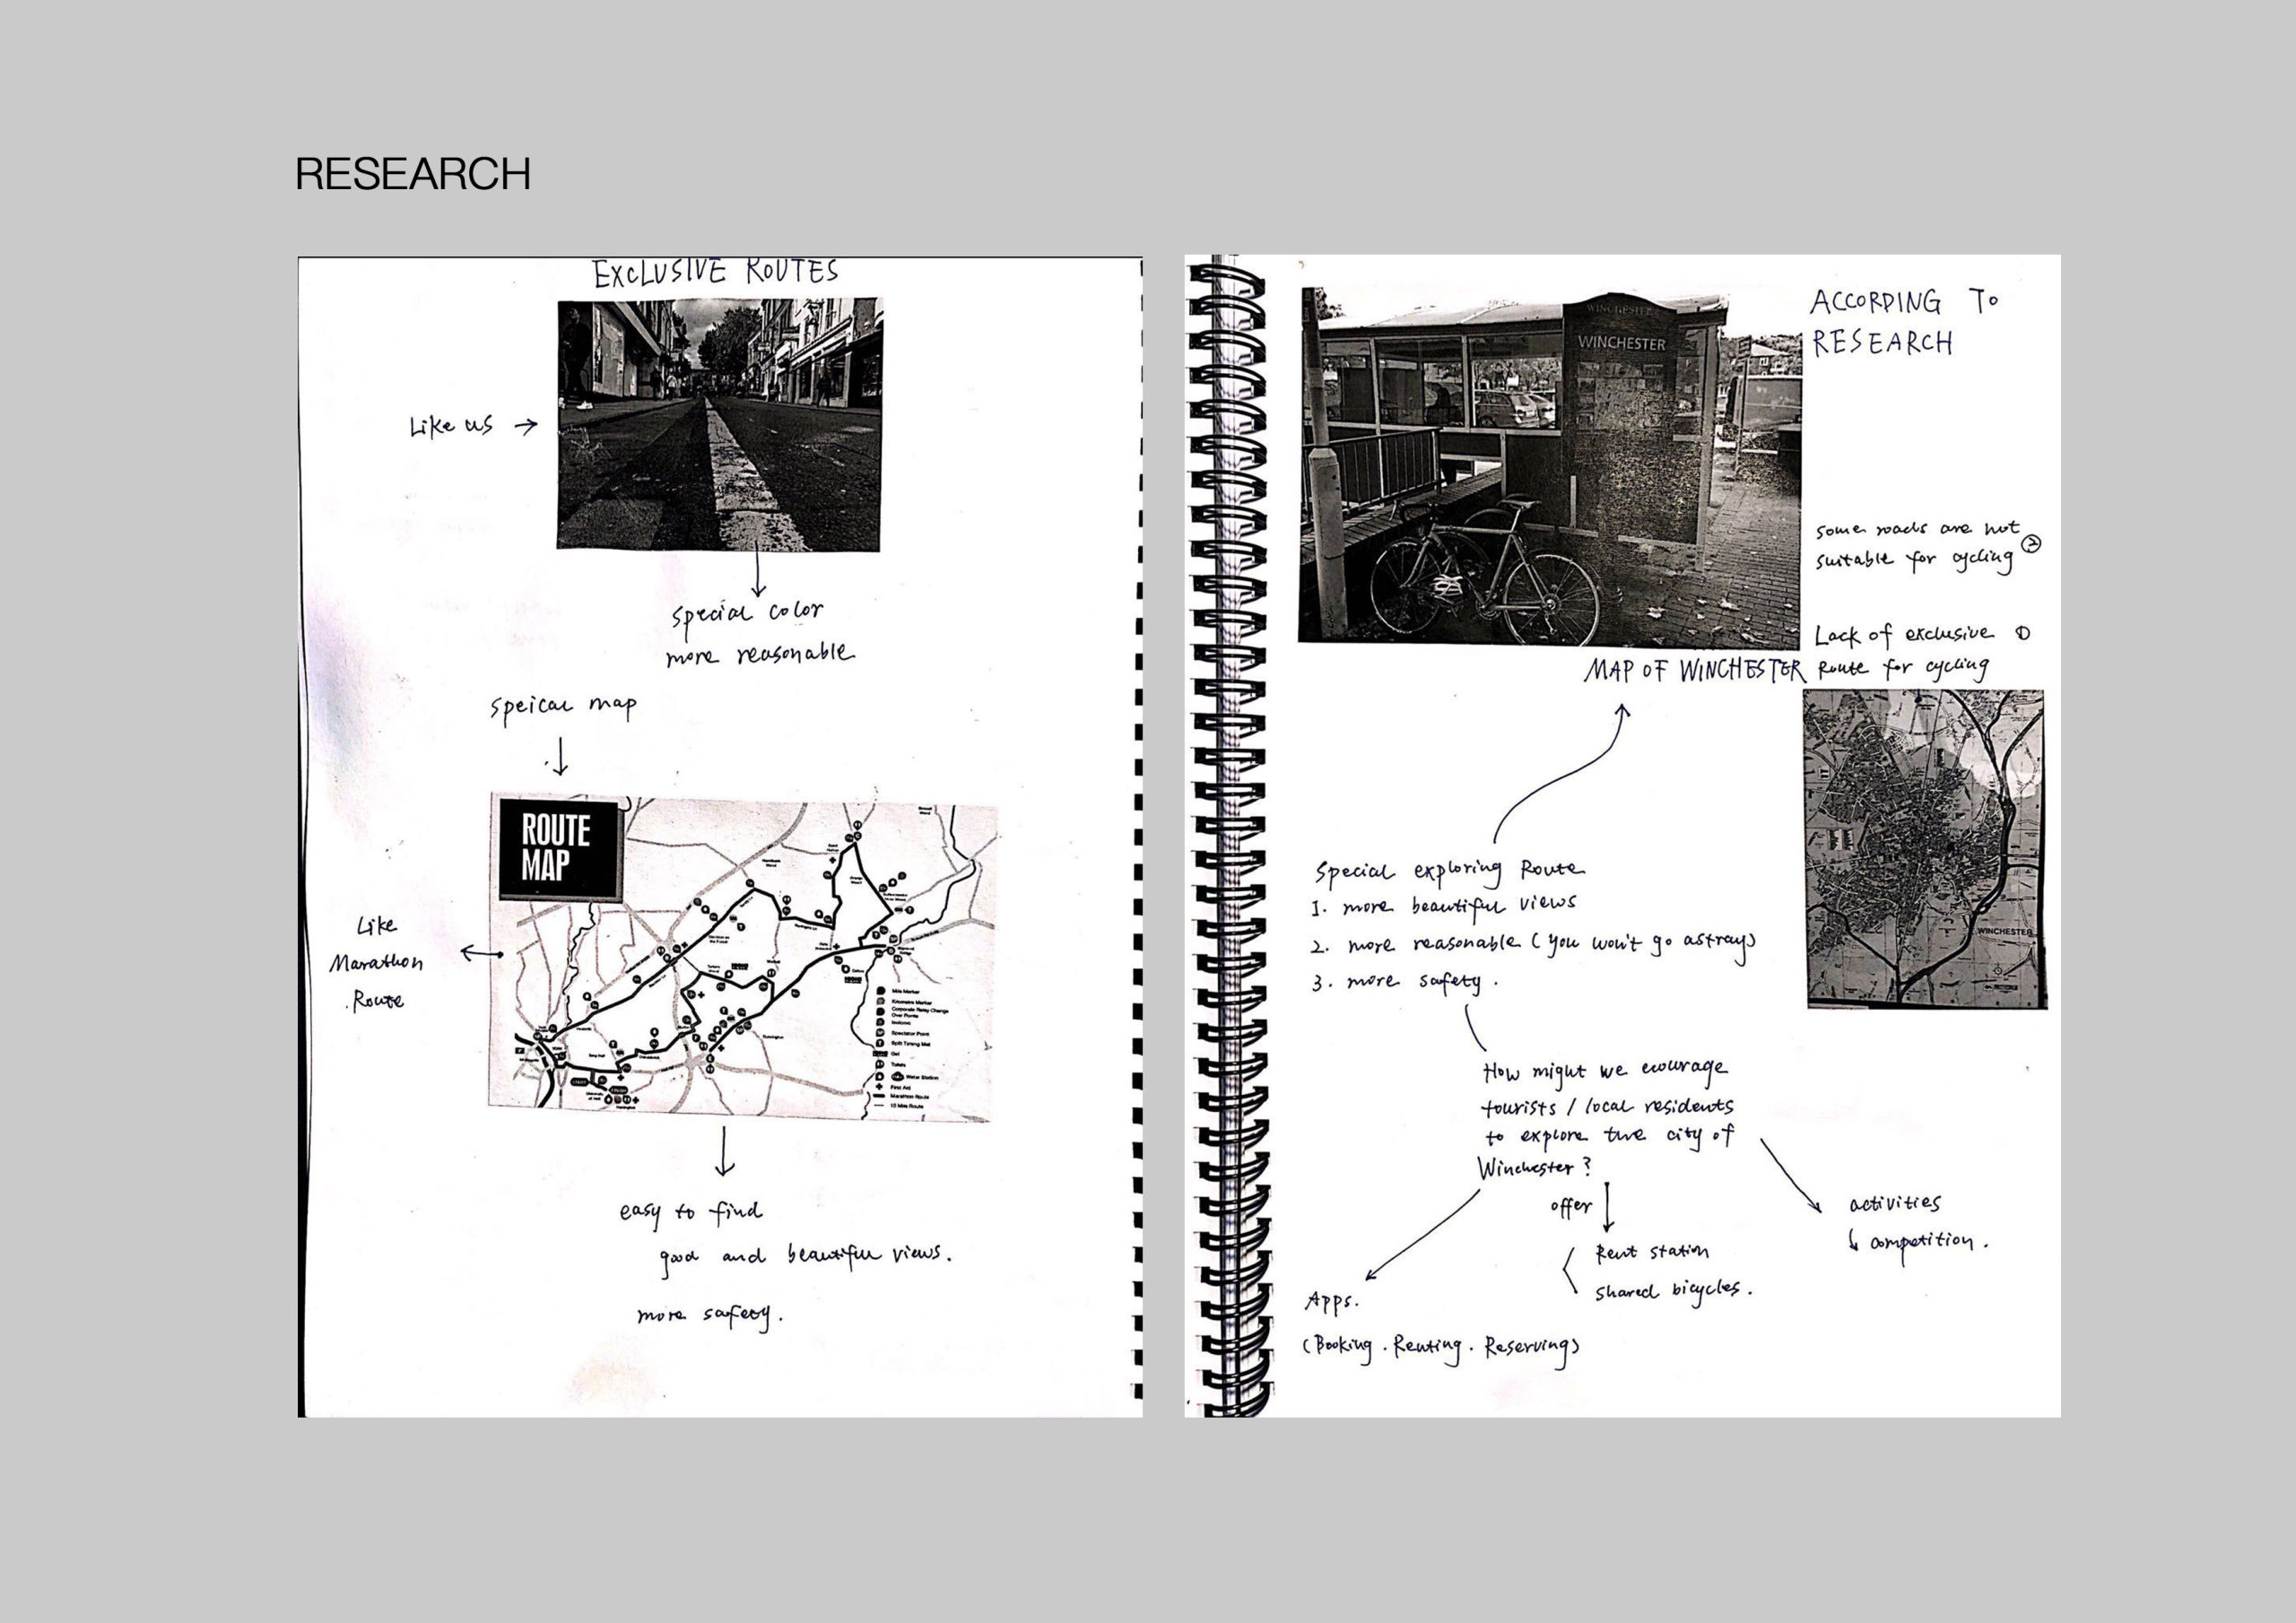 RESEARCH
EXCLUSIVE ROUTES
Like us →
special color
more reasonable
speical map
ROUTE
MAP
Like
Marathon
Route
Mile Marker
Kilometre Marker
Corporate Relay Change
Over Points
Spectator Point
Split Timing Mat
Gel
Toilets
Water Station
First Aid
Marathon Route
10 Mile Route
easy to find
good and beautiful views.
more safety.
WINCHESTER
WINCHESTER
ACCORDING TO
RESEARCH
some roads are not
suitable for cycling ②
Lack of exclusive ①
Route for cycling
MAP OF WINCHESTER
WINCHESTER
Special exploring Route
1. more beautiful views
2. more reasonable (you won't go astray)
3. more safety.
How might we ecourage
tourists / local residents
to explore the city of
Winchester?
offer
Rent station
shared bicycles.
activities
↳ competition.
Apps.
(Booking. Renting. Reserving)